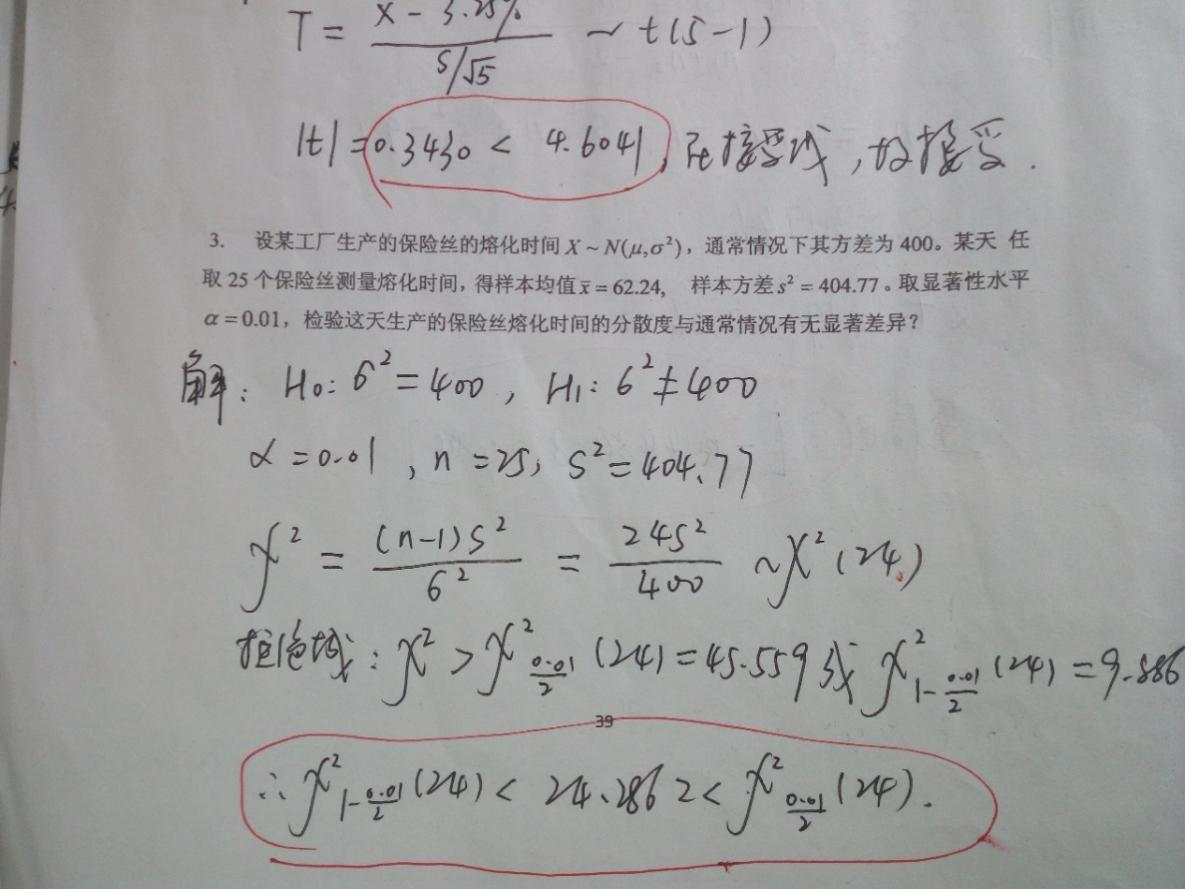 T = X - 3.25% / S/√5 ~ t(5-1)
|t| = 0.3430 < 4.6041, 在接受域，故接受.
3. 设某工厂生产的保险丝的熔化时间 X ~ N(μ,σ²)，通常情况下其方差为 400。某天 任
取 25 个保险丝测量熔化时间，得样本均值 x̄ = 62.24, 样本方差 s² = 404.77。取显著性水平
α = 0.01，检验这天生产的保险丝熔化时间的分散度与通常情况有无显著差异？
解： H₀: σ² = 400 , H₁: σ² ≠ 400
α = 0.01 , n = 25, S² = 404.77
χ² = (n-1)S² / σ² = 24S² / 400 ~ χ²(24)
拒绝域：χ² > χ²_{0.01/2}(24) = 45.559 或 χ²_{1-0.01/2}(24) = 9.886
39
∴ χ²_{1-0.01/2}(24) < 24.2862 < χ²_{0.01/2}(24).